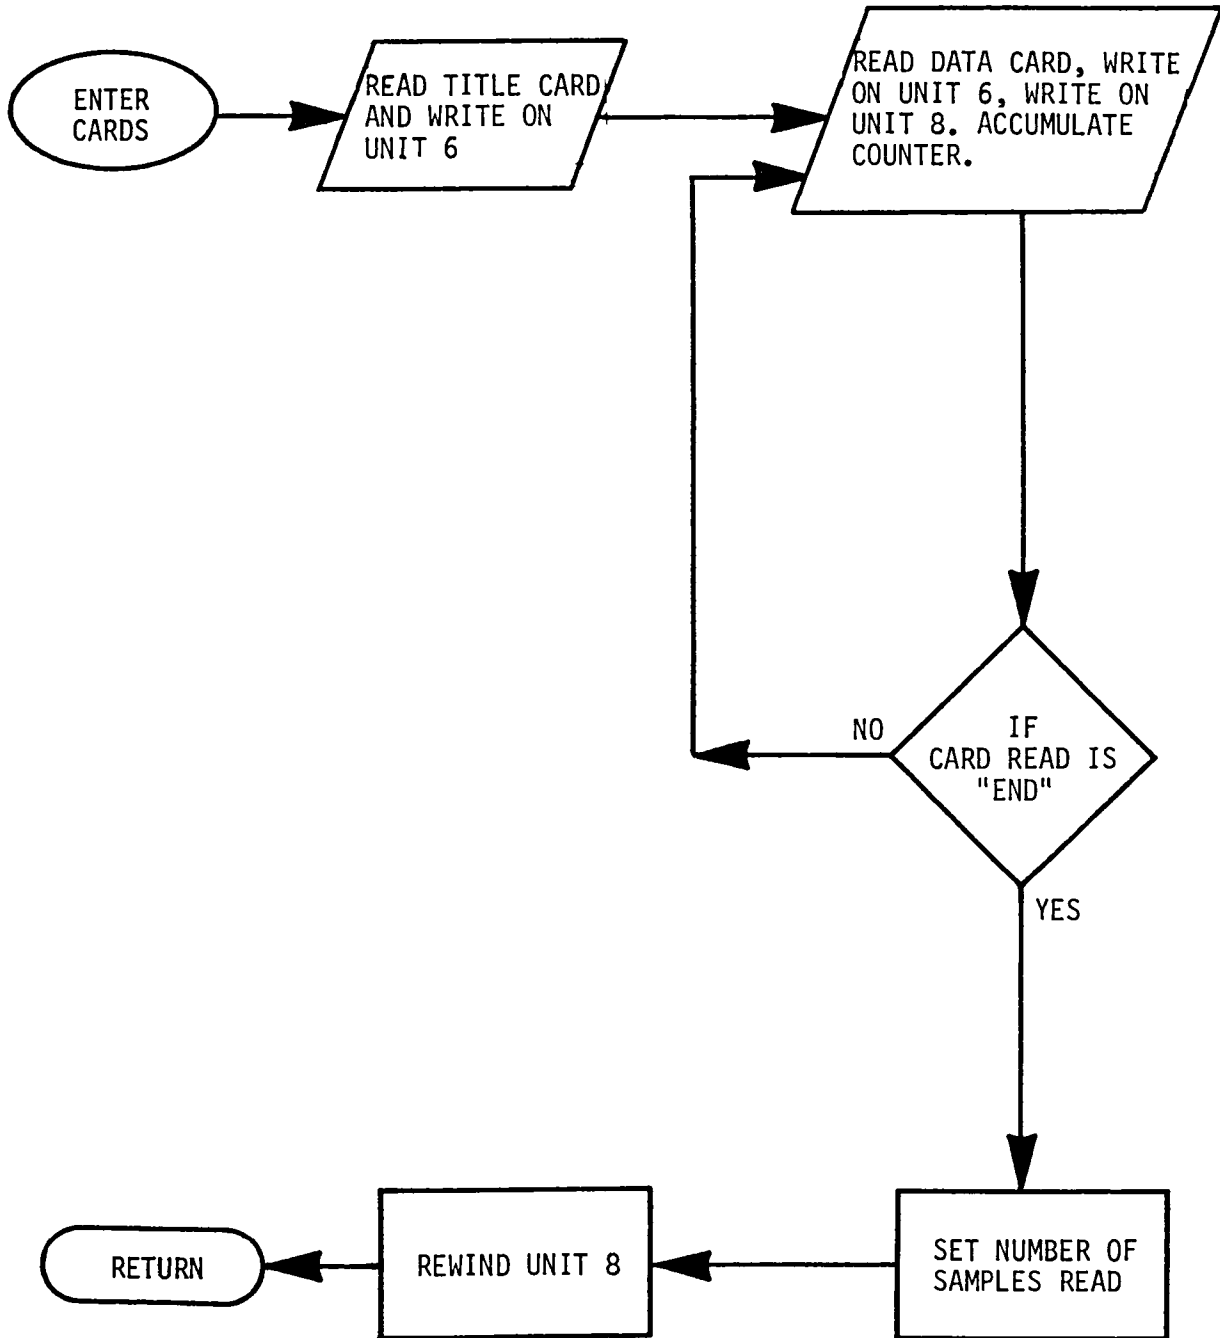 ENTER
CARDS
READ TITLE CARD
AND WRITE ON
UNIT 6
READ DATA CARD, WRITE
ON UNIT 6, WRITE ON
UNIT 8. ACCUMULATE
COUNTER.
NO
IF
CARD READ IS
"END"
YES
RETURN
REWIND UNIT 8
SET NUMBER OF
SAMPLES READ